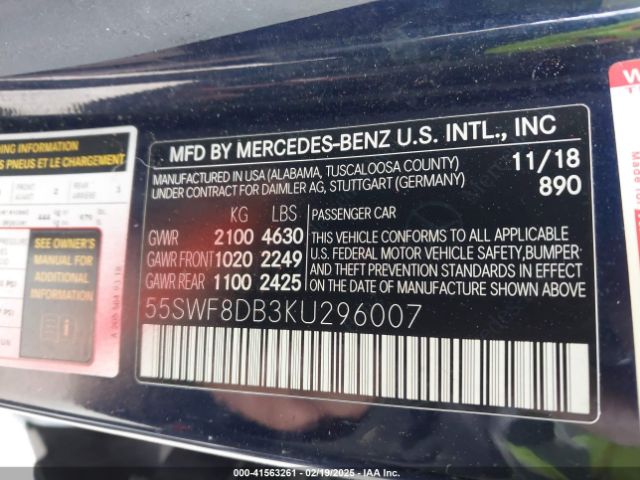 DING INFORMATION
S PNEUS ET LE CHARGEMENT
SEE OWNER'S
MANUAL FOR
ADDITIONAL
INFORMATION
MFD BY MERCEDES-BENZ U.S. INTL., INC
MANUFACTURED IN USA (ALABAMA, TUSCALOOSA COUNTY) 11/18
UNDER CONTRACT FOR DAIMLER AG, STUTTGART (GERMANY) 890
KG LBS PASSENGER CAR
GVWR 2100 4630
GAWR FRONT 1020 2249
GAWR REAR 1100 2425
THIS VEHICLE CONFORMS TO ALL APPLICABLE
U.S. FEDERAL MOTOR VEHICLE SAFETY,BUMPER
AND THEFT PREVENTION STANDARDS IN EFFECT
ON THE DATE OF MANUFACTURE SHOWN ABOVE
55SWF8DB3KU296007
000-41563261 - 02/19/2025 - IAA Inc.